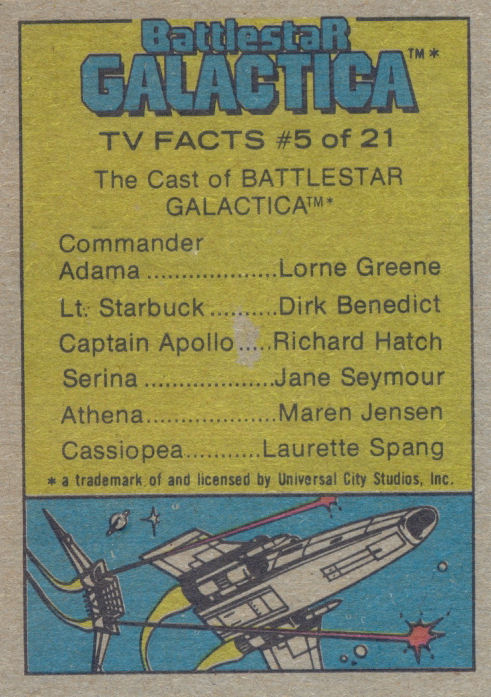 BattlestaR
GALACTICA™*
TV FACTS #5 of 21
The Cast of BATTLESTAR
GALACTICA™*
Commander
Adama...................Lorne Greene
Lt. Starbuck..........Dirk Benedict
Captain Apollo.....Richard Hatch
Serina...................Jane Seymour
Athena...................Maren Jensen
Cassiopea...........Laurette Spang
* a trademark of and licensed by Universal City Studios, Inc.